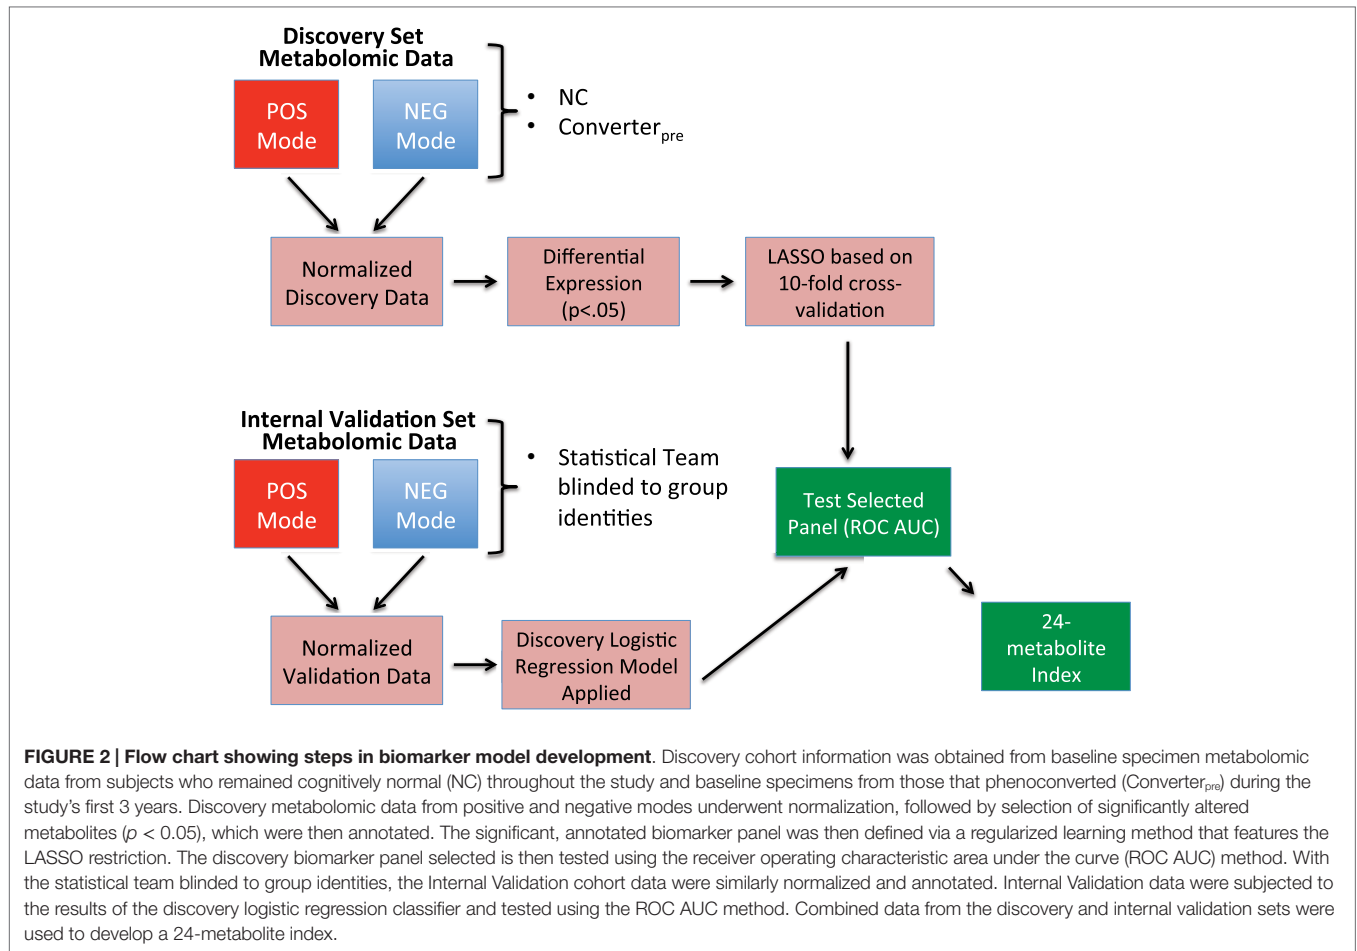 Discovery Set
Metabolomic Data
POS
Mode
NEG
Mode
• NC
• Converterpre
Normalized
Discovery Data
Differential
Expression
(p<.05)
LASSO based on
10-fold cross-
validation
Internal Validation Set
Metabolomic Data
POS
Mode
NEG
Mode
• Statistical Team
blinded to group
identities
Test Selected
Panel (ROC AUC)
Normalized
Validation Data
Discovery Logistic
Regression Model
Applied
24-
metabolite
Index
FIGURE 2 | Flow chart showing steps in biomarker model development. Discovery cohort information was obtained from baseline specimen metabolomic
data from subjects who remained cognitively normal (NC) throughout the study and baseline specimens from those that phenoconverted (Converterpre) during the
study's first 3 years. Discovery metabolomic data from positive and negative modes underwent normalization, followed by selection of significantly altered
metabolites (p < 0.05), which were then annotated. The significant, annotated biomarker panel was then defined via a regularized learning method that features the
LASSO restriction. The discovery biomarker panel selected is then tested using the receiver operating characteristic area under the curve (ROC AUC) method. With
the statistical team blinded to group identities, the Internal Validation cohort data were similarly normalized and annotated. Internal Validation data were subjected to
the results of the discovery logistic regression classifier and tested using the ROC AUC method. Combined data from the discovery and internal validation sets were
used to develop a 24-metabolite index.